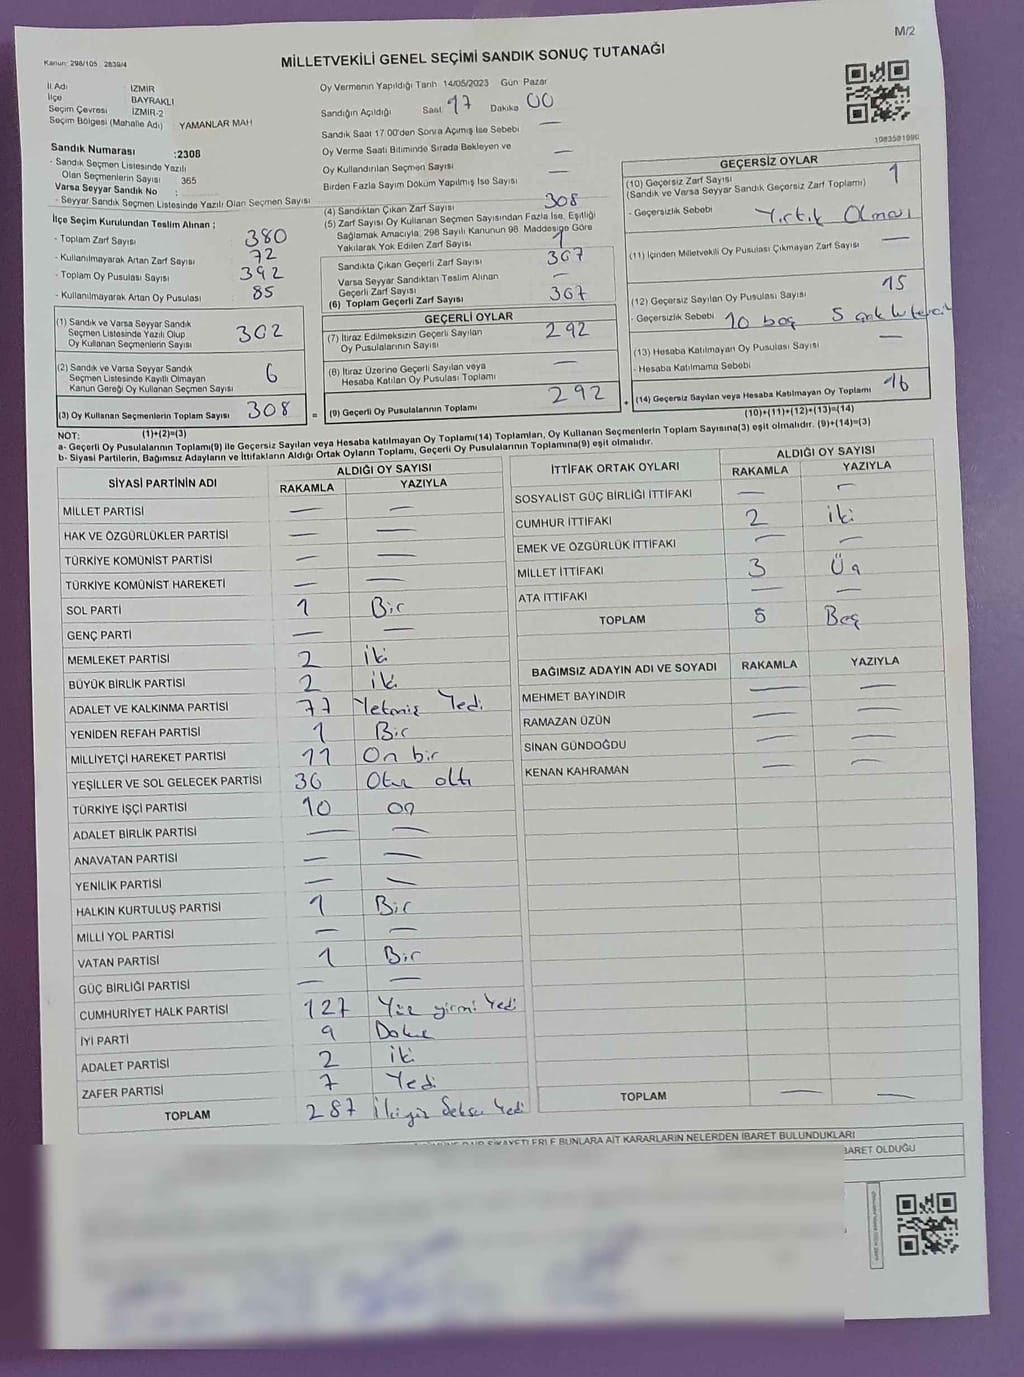 M/2
Kanun: 298/105 2839/4
MİLLETVEKİLİ GENEL SEÇİMİ SANDIK SONUÇ TUTANAĞI
İl Adı İZMİR
İlçe BAYRAKLI
Seçim Çevresi İZMİR-2
Seçim Bölgesi (Mahalle Adı) YAMANLAR MAH
Sandık Numarası :2308
- Sandık Seçmen Listesinde Yazılı
Olan Seçmenlerin Sayısı 365
Varsa Seyyar Sandık No :
- Seyyar Sandık Seçmen Listesinde Yazılı Olan Seçmen Sayısı
İlçe Seçim Kurulundan Teslim Alınan ;
- Toplam Zarf Sayısı 380
- Kullanılmayarak Artan Zarf Sayısı 72
- Toplam Oy Pusulası Sayısı 392
- Kullanılmayarak Artan Oy Pusulası 85
(1) Sandık ve Varsa Seyyar Sandık
Seçmen Listesinde Yazılı Olup
Oy Kullanan Seçmenlerin Sayısı 302
(2) Sandık ve Varsa Seyyar Sandık
Seçmen Listesinde Kayıtlı Olmayan
Kanun Gereği Oy Kullanan Seçmen Sayısı 6
(3) Oy Kullanan Seçmenlerin Toplam Sayısı 308 =
Oy Vermenin Yapıldığı Tarih 14/05/2023 Gün Pazar
Sandığın Açıldığı Saat 17 Dakika 00
Sandık Saat 17.00'den Sonra Açılmış İse Sebebi —
Oy Verme Saati Bitiminde Sırada Bekleyen ve
Oy Kullandırılan Seçmen Sayısı —
Birden Fazla Sayım Döküm Yapılmış İse Sayısı —
(4) Sandıktan Çıkan Zarf Sayısı 308
(5) Zarf Sayısı Oy Kullanan Seçmen Sayısından Fazla İse, Eşitliği
Sağlamak Amacıyla, 298 Sayılı Kanunun 98. Maddesine Göre
Yakılarak Yok Edilen Zarf Sayısı 1
Sandıkta Çıkan Geçerli Zarf Sayısı 307
Varsa Seyyar Sandıktan Teslim Alınan
Geçerli Zarf Sayısı —
(6) Toplam Geçerli Zarf Sayısı 307
GEÇERLİ OYLAR
(7) İtiraz Edilmeksizin Geçerli Sayılan
Oy Pusulalarının Sayısı 292
(8) İtiraz Üzerine Geçerli Sayılan veya
Hesaba Katılan Oy Pusulası Toplamı —
(9) Geçerli Oy Pusulalarının Toplamı 292 +
1083581696
GEÇERSİZ OYLAR
(10) Geçersiz Zarf Sayısı 1
(Sandık ve Varsa Seyyar Sandık Geçersiz Zarf Toplamı)
- Geçersizlik Sebebi Yırtık Olması
(11) İçinden Milletvekili Oy Pusulası Çıkmayan Zarf Sayısı —
(12) Geçersiz Sayılan Oy Pusulası Sayısı 15
- Geçersizlik Sebebi 10 boş 5
(13) Hesaba Katılmayan Oy Pusulası Sayısı —
- Hesaba Katılmama Sebebi
(14) Geçersiz Sayılan veya Hesaba Katılmayan Oy Toplamı 16
(10)+(11)+(12)+(13)=(14)
NOT: (1)+(2)=(3)
a- Geçerli Oy Pusulalarının Toplamı(9) ile Geçersiz Sayılan veya Hesaba katılmayan Oy Toplamı(14) Toplamları, Oy Kullanan Seçmenlerin Toplam Sayısına(3) eşit olmalıdır. (9)+(14)=(3)
b- Siyasi Partilerin, Bağımsız Adayların ve İttifakların Aldığı Ortak Oyların Toplamı, Geçerli Oy Pusulalarının Toplamına(9) eşit olmalıdır.
SİYASİ PARTİNİN ADI ALDIĞI OY SAYISI
RAKAMLA YAZIYLA
MİLLET PARTİSİ — —
HAK VE ÖZGÜRLÜKLER PARTİSİ — —
TÜRKİYE KOMÜNİST PARTİSİ — —
TÜRKİYE KOMÜNİST HAREKETİ — —
SOL PARTİ 1 Bir
GENÇ PARTİ — —
MEMLEKET PARTİSİ 2 İki
BÜYÜK BİRLİK PARTİSİ 2 iki
ADALET VE KALKINMA PARTİSİ 77 Yetmiş Yedi
YENİDEN REFAH PARTİSİ 1 Bir
MİLLİYETÇİ HAREKET PARTİSİ 11 On bir
YEŞİLLER VE SOL GELECEK PARTİSİ 36 Otuz altı
TÜRKİYE İŞÇİ PARTİSİ 10 on
ADALET BİRLİK PARTİSİ — —
ANAVATAN PARTİSİ — —
YENİLİK PARTİSİ — —
HALKIN KURTULUŞ PARTİSİ 1 Bir
MİLLİ YOL PARTİSİ — —
VATAN PARTİSİ 1 Bir
GÜÇ BİRLİĞİ PARTİSİ — —
CUMHURİYET HALK PARTİSİ 127 Yüz yirmi Yedi
İYİ PARTİ 9 Dokuz
ADALET PARTİSİ 2 iki
ZAFER PARTİSİ 7 Yedi
TOPLAM 287 İkiyüz Seksen Yedi
İTTİFAK ORTAK OYLARI ALDIĞI OY SAYISI
RAKAMLA YAZIYLA
SOSYALİST GÜÇ BİRLİĞİ İTTİFAKI — —
CUMHUR İTTİFAKI 2 iki
EMEK VE ÖZGÜRLÜK İTTİFAKI — —
MİLLET İTTİFAKI 3 Üç
ATA İTTİFAKI — —
TOPLAM 5 Beş
BAĞIMSIZ ADAYIN ADI VE SOYADI RAKAMLA YAZIYLA
MEHMET BAYINDIR — —
RAMAZAN ÜZÜN — —
SİNAN GÜNDOĞDU — —
KENAN KAHRAMAN — —
TOPLAM — —
BUNLARA AİT KARARLARIN NELERDEN İBARET BULUNDUKLARI
İBARET OLDUĞU